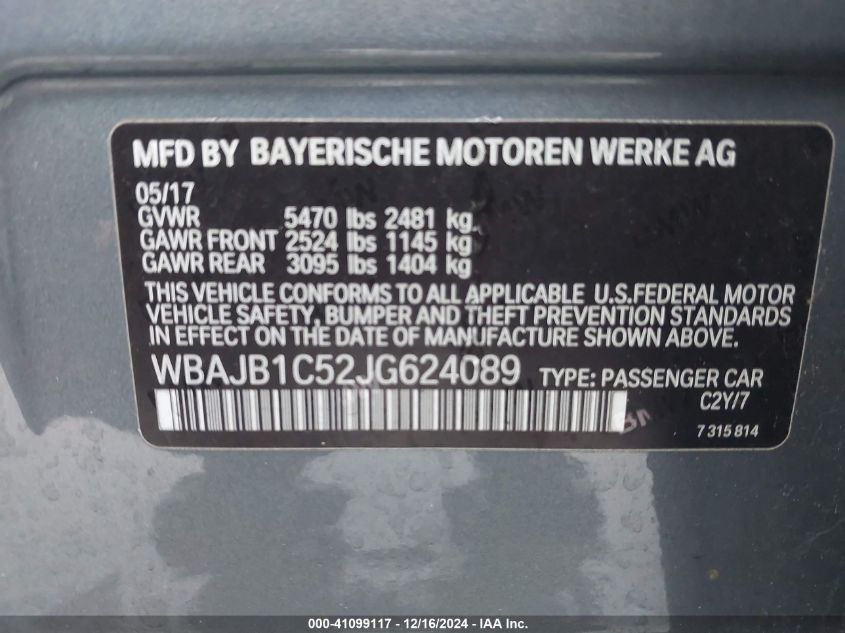 MFD BY BAYERISCHE MOTOREN WERKE AG
05/17
GVWR 5470 lbs 2481 kg
GAWR FRONT 2524 lbs 1145 kg
GAWR REAR 3095 lbs 1404 kg
THIS VEHICLE CONFORMS TO ALL APPLICABLE U.S.FEDERAL MOTOR
VEHICLE SAFETY, BUMPER AND THEFT PREVENTION STANDARDS
IN EFFECT ON THE DATE OF MANUFACTURE SHOWN ABOVE.
WBAJB1C52JG624089 TYPE: PASSENGER CAR
C2Y/7
7 315 814
000-41099117 - 12/16/2024 - IAA Inc.